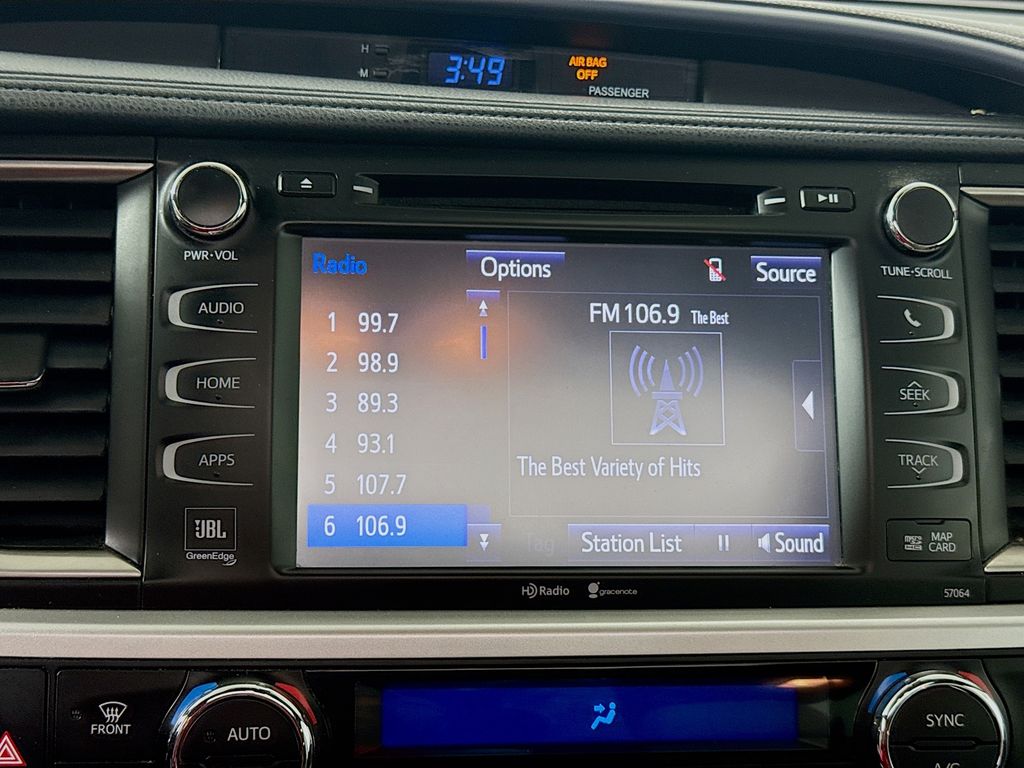 H
M
3:49
AIR BAG
OFF
PASSENGER
PWR•VOL
AUDIO
HOME
APPS
JBL
GreenEdge
Radio
Options
Source
1 99.7
2 98.9
3 89.3
4 93.1
5 107.7
6 106.9
FM 106.9 The Best
The Best Variety of Hits
Tag
Station List
Sound
TUNE•SCROLL
SEEK
TRACK
MAP
CARD
HD Radio
gracenote
57064
FRONT
AUTO
SYNC
A/C